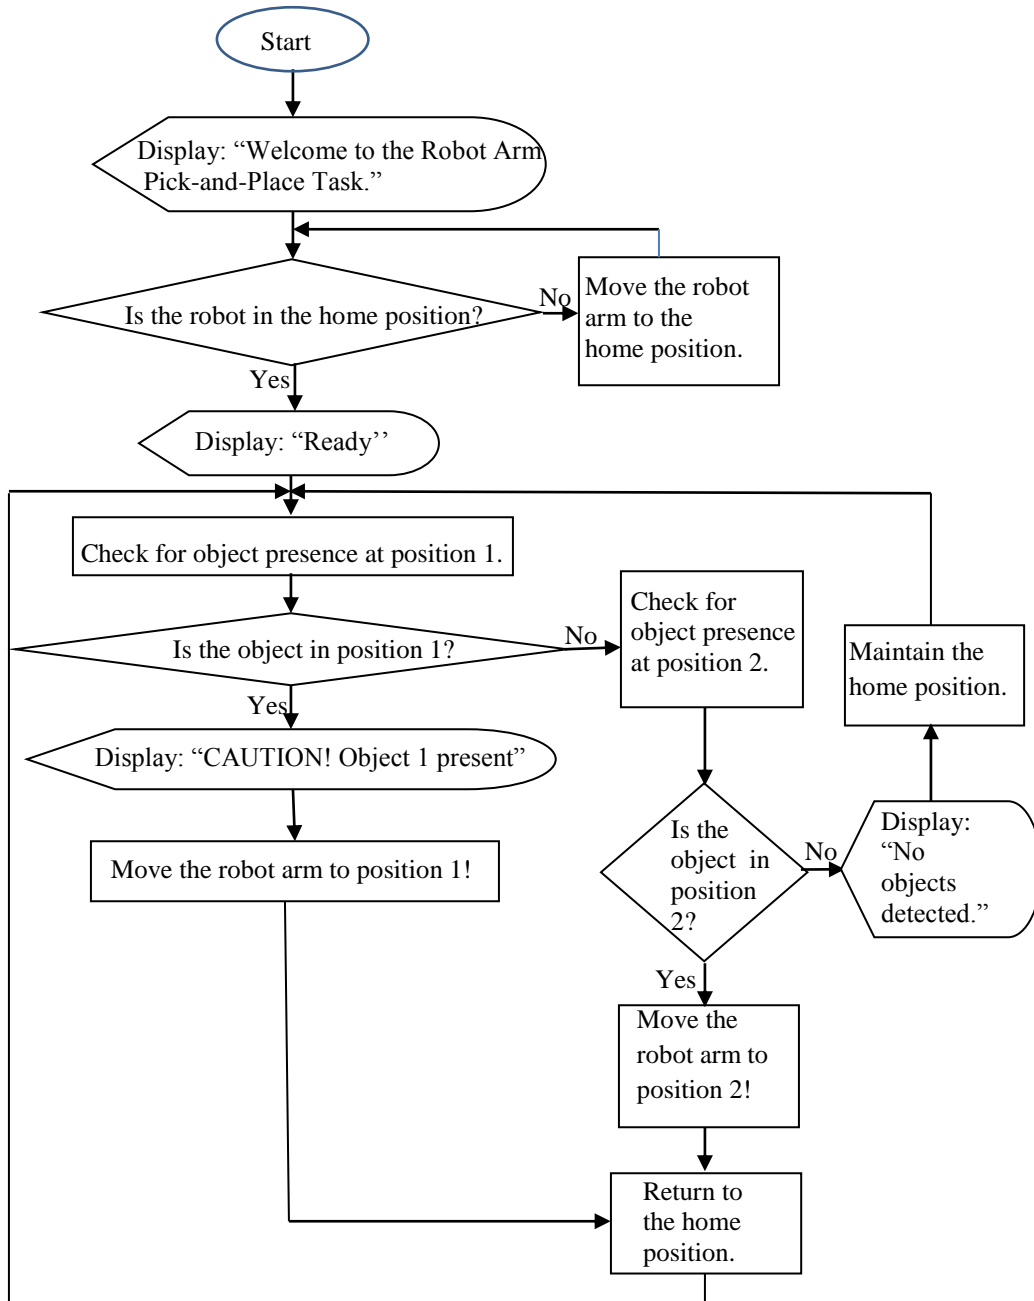 Start
Display: “Welcome to the Robot Arm
Pick-and-Place Task.”
Is the robot in the home position?
No
Move the robot
arm to the
home position.
Yes
Display: “Ready’’
Check for object presence at position 1.
Is the object in position 1?
No
Check for
object presence
at position 2.
Maintain the
home position.
Yes
Display: “CAUTION! Object 1 present”
Move the robot arm to position 1!
Is the
object in
position
2?
No
Display:
“No
objects
detected.”
Yes
Move the
robot arm to
position 2!
Return to
the home
position.